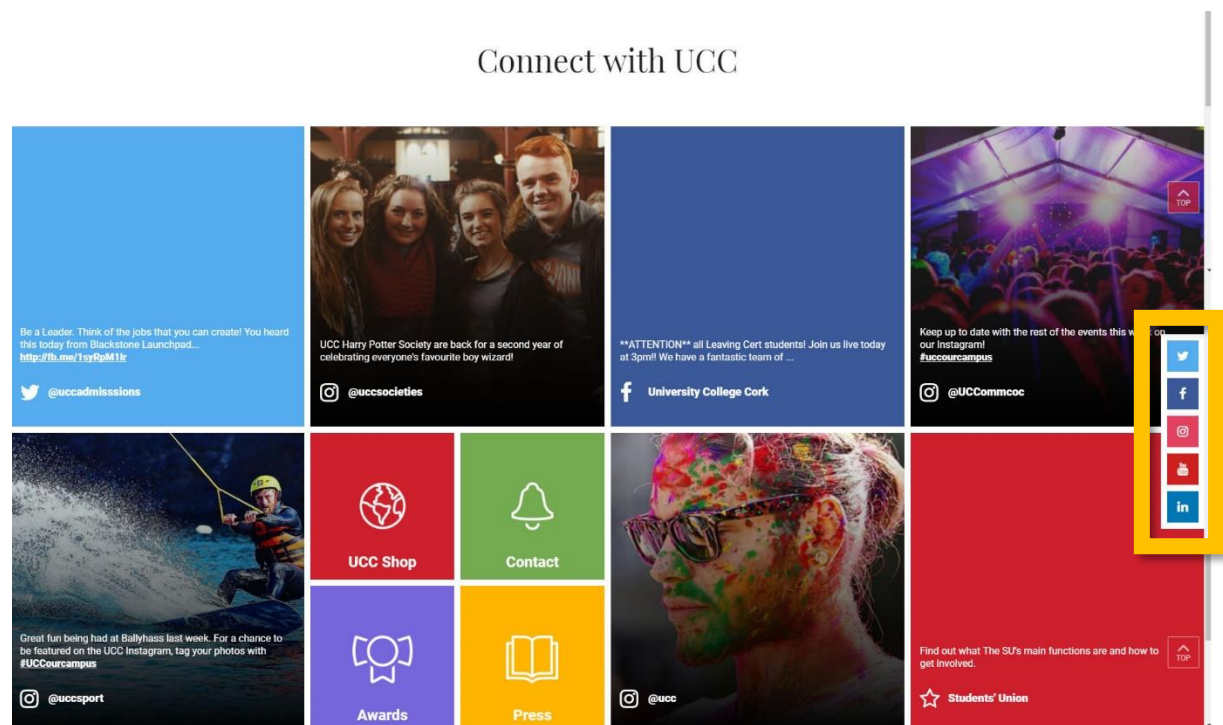 Connect with UCC
Be a Leader. Think of the jobs that you can create! You heard
this today from Blackstone Launchpad...
http://fb.me/1syRpM1lr
@uccadmisssions
UCC Harry Potter Society are back for a second year of
celebrating everyone's favourite boy wizard!
@uccsocieties
**ATTENTION** all Leaving Cert students! Join us live today
at 3pm!! We have a fantastic team of ...
University College Cork
TOP
Keep up to date with the rest of the events this on
our Instagram!
#uccourcampus
@UCCommcoc
in
Great fun being had at Ballyhass last week. For a chance to
be featured on the UCC Instagram, tag your photos with
#UCCourcampus
@uccsport
UCC Shop
Contact
Awards
Press
@ucc
Find out what The SU's main functions are and how to
get involved.
TOP
Students' Union